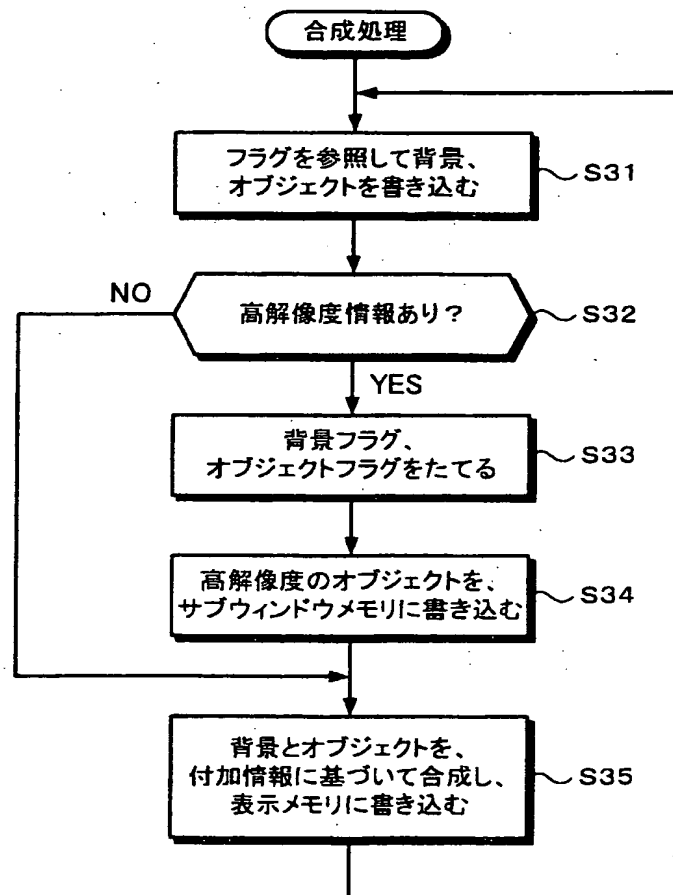 合成処理
フラグを参照して背景、
オブジェクトを書き込む
S31
NO
高解像度情報あり？
S32
YES
背景フラグ、
オブジェクトフラグをたてる
S33
高解像度のオブジェクトを、
サブウィンドウメモリに書き込む
S34
背景とオブジェクトを、
付加情報に基づいて合成し、
表示メモリに書き込む
S35